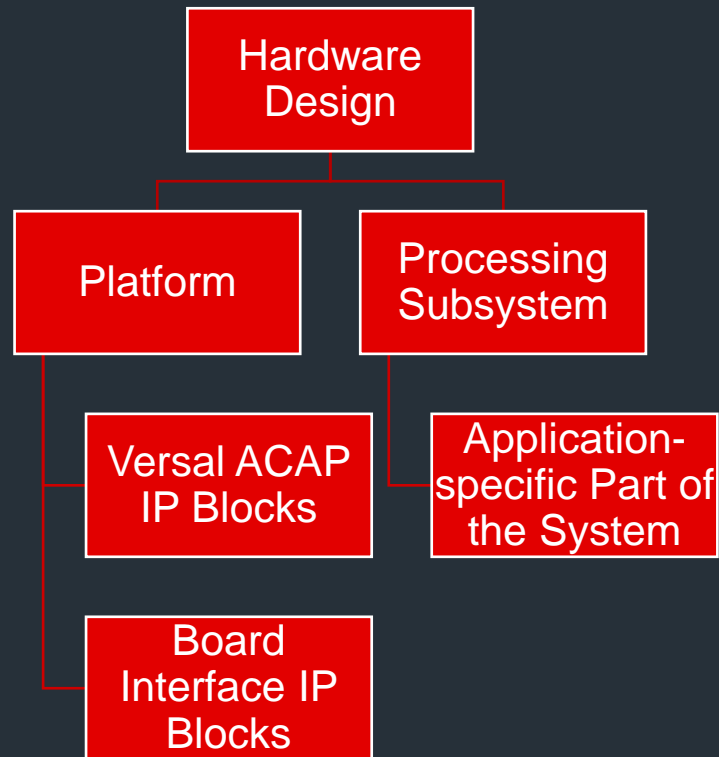 Hardware
Design
Platform
Processing
Subsystem
Versal ACAP
IP Blocks
Application-
specific Part of
the System
Board
Interface IP
Blocks